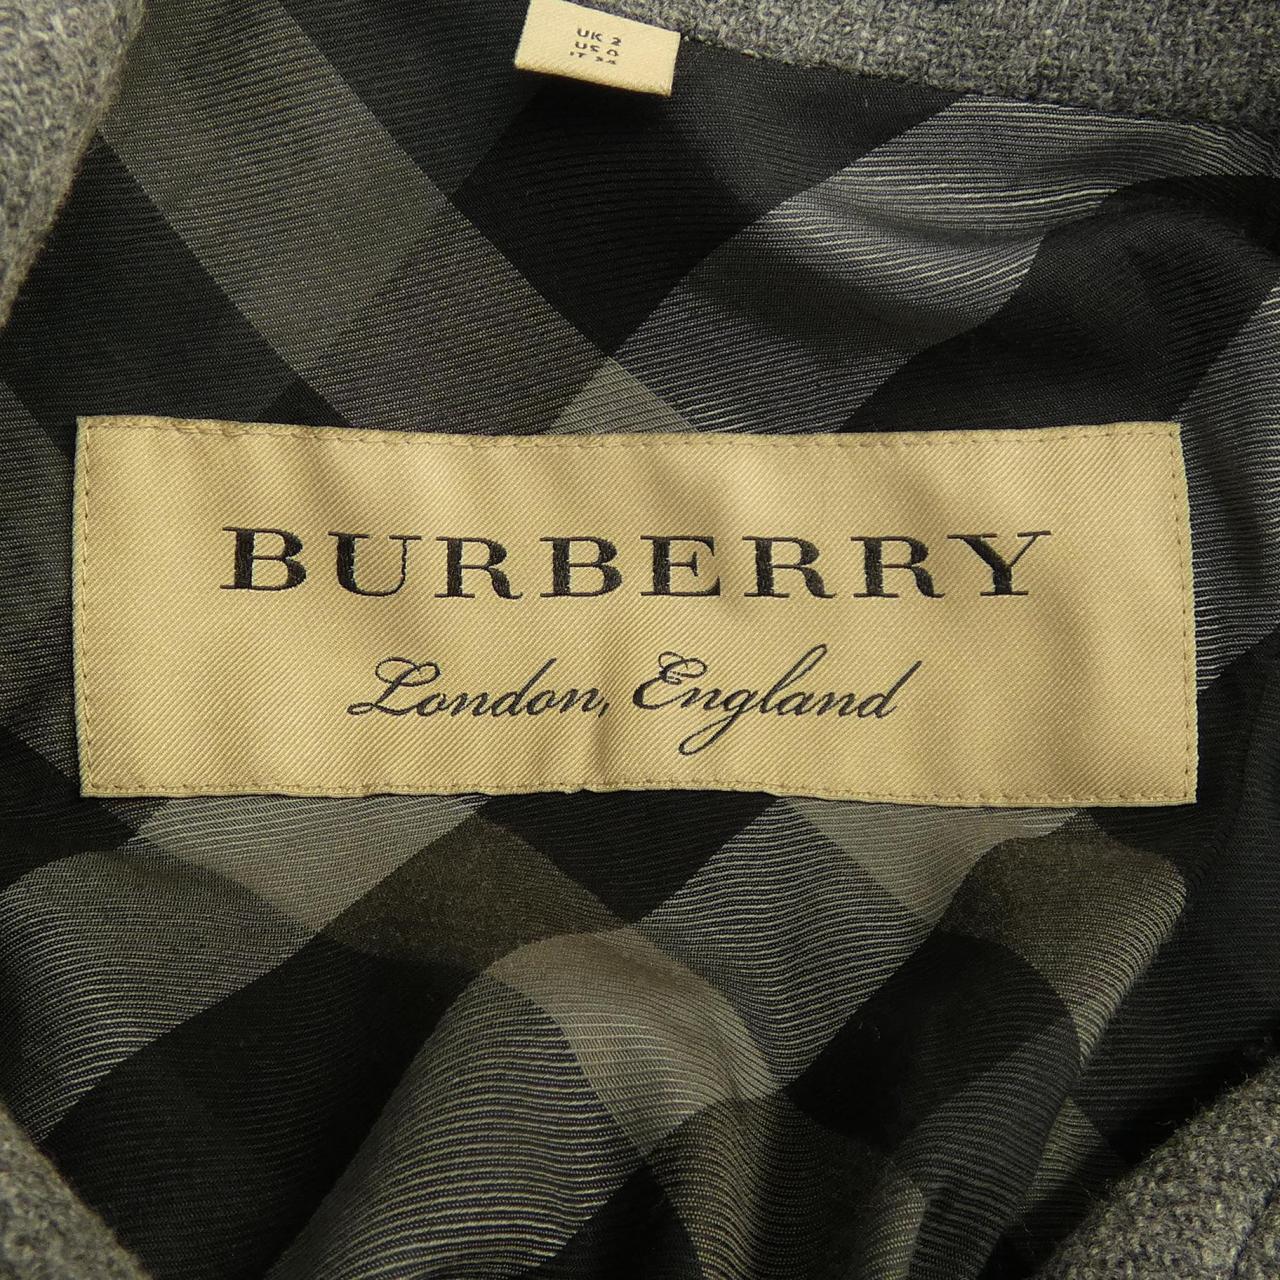 UK 2
US 0
BURBERRY
London, England